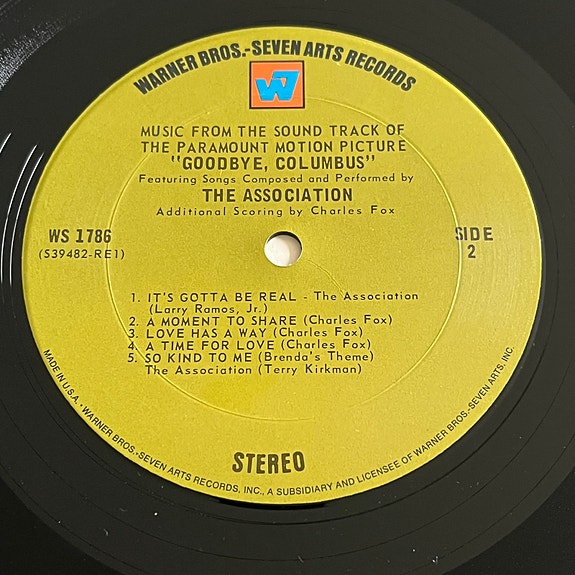 WARNER BROS.-SEVEN ARTS RECORDS
W7
MUSIC FROM THE SOUND TRACK OF
THE PARAMOUNT MOTION PICTURE
"GOODBYE, COLUMBUS"
Featuring Songs Composed and Performed by
THE ASSOCIATION
Additional Scoring by Charles Fox
WS 1786
(S39482-RE1)
SIDE
2
1. IT'S GOTTA BE REAL - The Association
(Larry Ramos, Jr.)
2. A MOMENT TO SHARE (Charles Fox)
3. LOVE HAS A WAY (Charles Fox)
4. A TIME FOR LOVE (Charles Fox)
5. SO KIND TO ME (Brenda's Theme)
The Association (Terry Kirkman)
STEREO
MADE IN U.S.A. • WARNER BROS.-SEVEN ARTS RECORDS, INC., A SUBSIDIARY AND LICENSEE OF WARNER BROS.-SEVEN ARTS, INC.